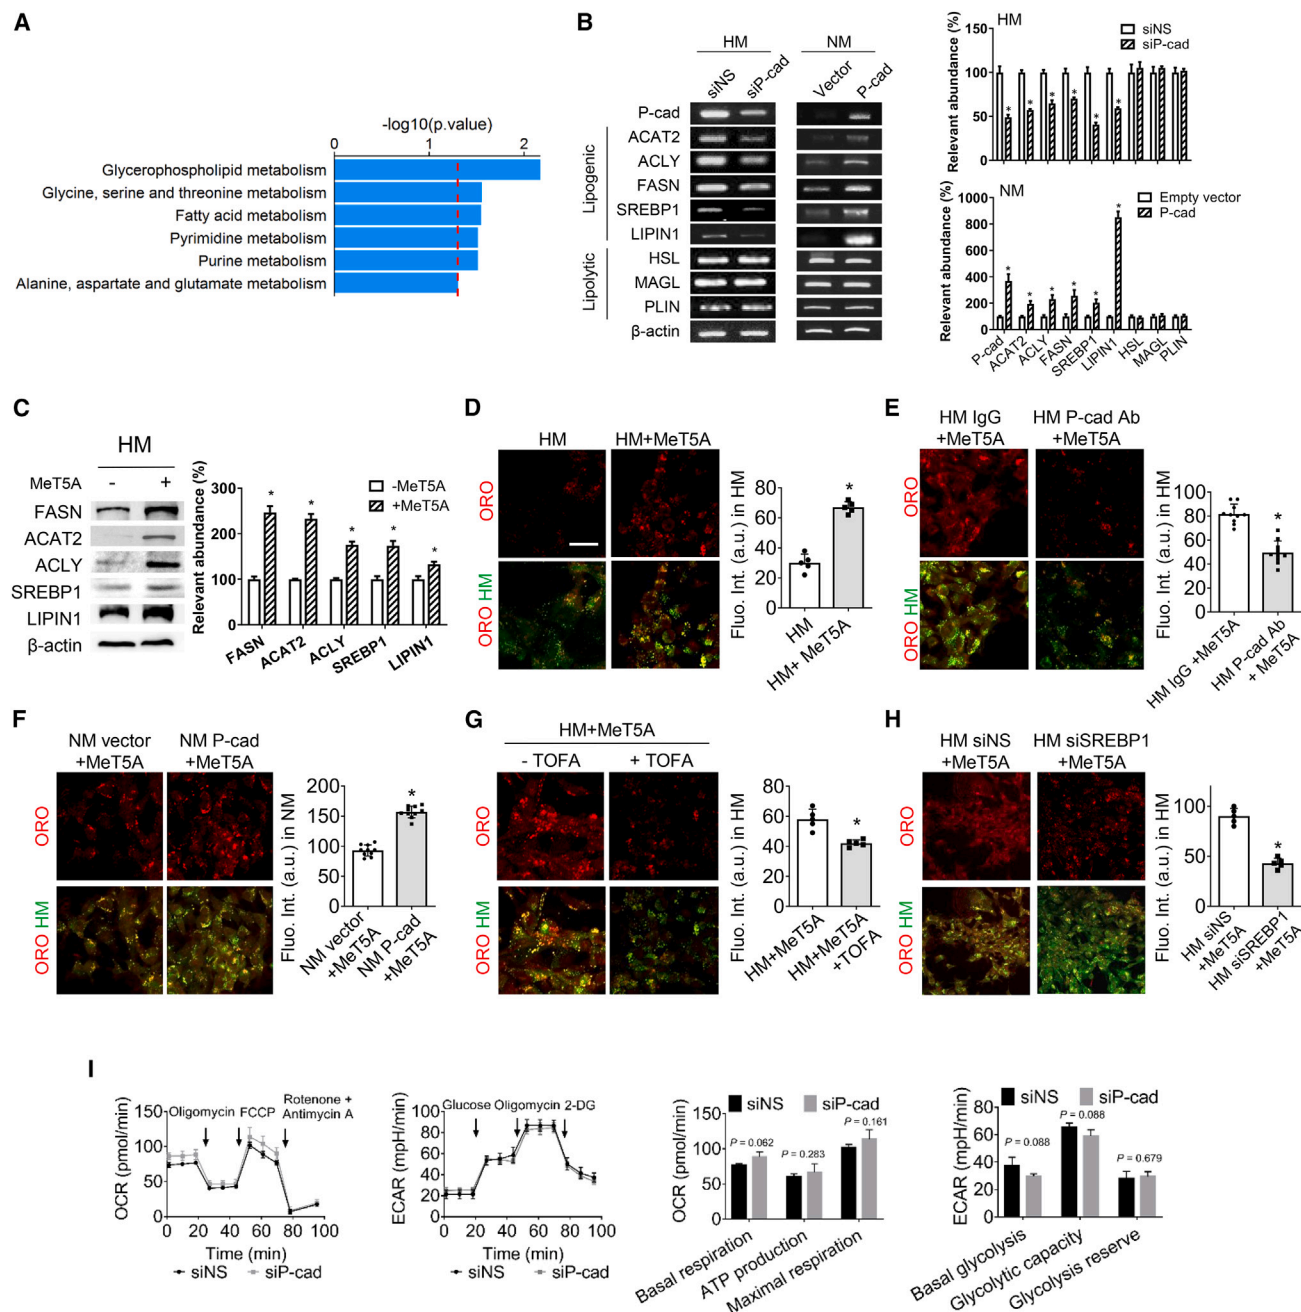 A
-log10(p.value)
0 1 2
Glycerophospholipid metabolism
Glycine, serine and threonine metabolism
Fatty acid metabolism
Pyrimidine metabolism
Purine metabolism
Alanine, aspartate and glutamate metabolism
B
HM NM
siNS siP-cad Vector P-cad
P-cad
ACAT2
ACLY
FASN
SREBP1
LIPIN1
HSL
MAGL
PLIN
β-actin
Lipogenic
Lipolytic
Relevant abundance (%)
150
100
50
0
HM
siNS
siP-cad
* * * * * *
Relevant abundance (%)
1000
800
600
400
200
0
NM
Empty vector
P-cad
* * * * * *
P-cad ACAT2 ACLY FASN SREBP1 LIPIN1 HSL MAGL PLIN
C
HM
MeT5A - +
FASN
ACAT2
ACLY
SREBP1
LIPIN1
β-actin
Relevant abundance (%)
300
200
100
0
-MeT5A
+MeT5A
* * * * *
FASN ACAT2 ACLY SREBP1 LIPIN1
D
HM HM+MeT5A
ORO
ORO HM
Fluo. Int. (a.u.) in HM
80
60
40
20
0
*
HM
HM+ MeT5A
E
HM IgG HM P-cad Ab
+MeT5A +MeT5A
ORO
ORO HM
Fluo. Int. (a.u.) in HM
100
80
60
40
20
0
*
HM IgG +MeT5A
HM P-cad Ab
+ MeT5A
F
NM vector NM P-cad
+MeT5A +MeT5A
ORO
ORO HM
Fluo. Int. (a.u.) in NM
200
150
100
50
0
*
NM vector
+MeT5A
NM P-cad
+MeT5A
G
HM+MeT5A
- TOFA + TOFA
ORO
ORO HM
Fluo. Int. (a.u.) in HM
80
60
40
20
0
*
HM+MeT5A
HM+MeT5A
+TOFA
H
HM siNS HM siSREBP1
+MeT5A +MeT5A
ORO
ORO HM
Fluo. Int. (a.u.) in HM
100
50
0
*
HM siNS
+MeT5A
HM siSREBP1
+MeT5A
I
OCR (pmol/min)
150
100
50
0
Oligomycin FCCP Rotenone +
Antimycin A
0 20 40 60 80 100
Time (min)
siNS siP-cad
ECAR (mpH/min)
100
80
60
40
20
0
Glucose Oligomycin 2-DG
0 20 40 60 80 100
Time (min)
siNS siP-cad
OCR (pmol/min)
150
100
50
0
siNS siP-cad
P = 0.062
P = 0.283
P = 0.161
Basal respiration
ATP production
Maximal respiration
ECAR (mpH/min)
100
80
60
40
20
0
siNS siP-cad
P = 0.088
P = 0.088
P = 0.679
Basal glycolysis
Glycolytic capacity
Glycolysis reserve